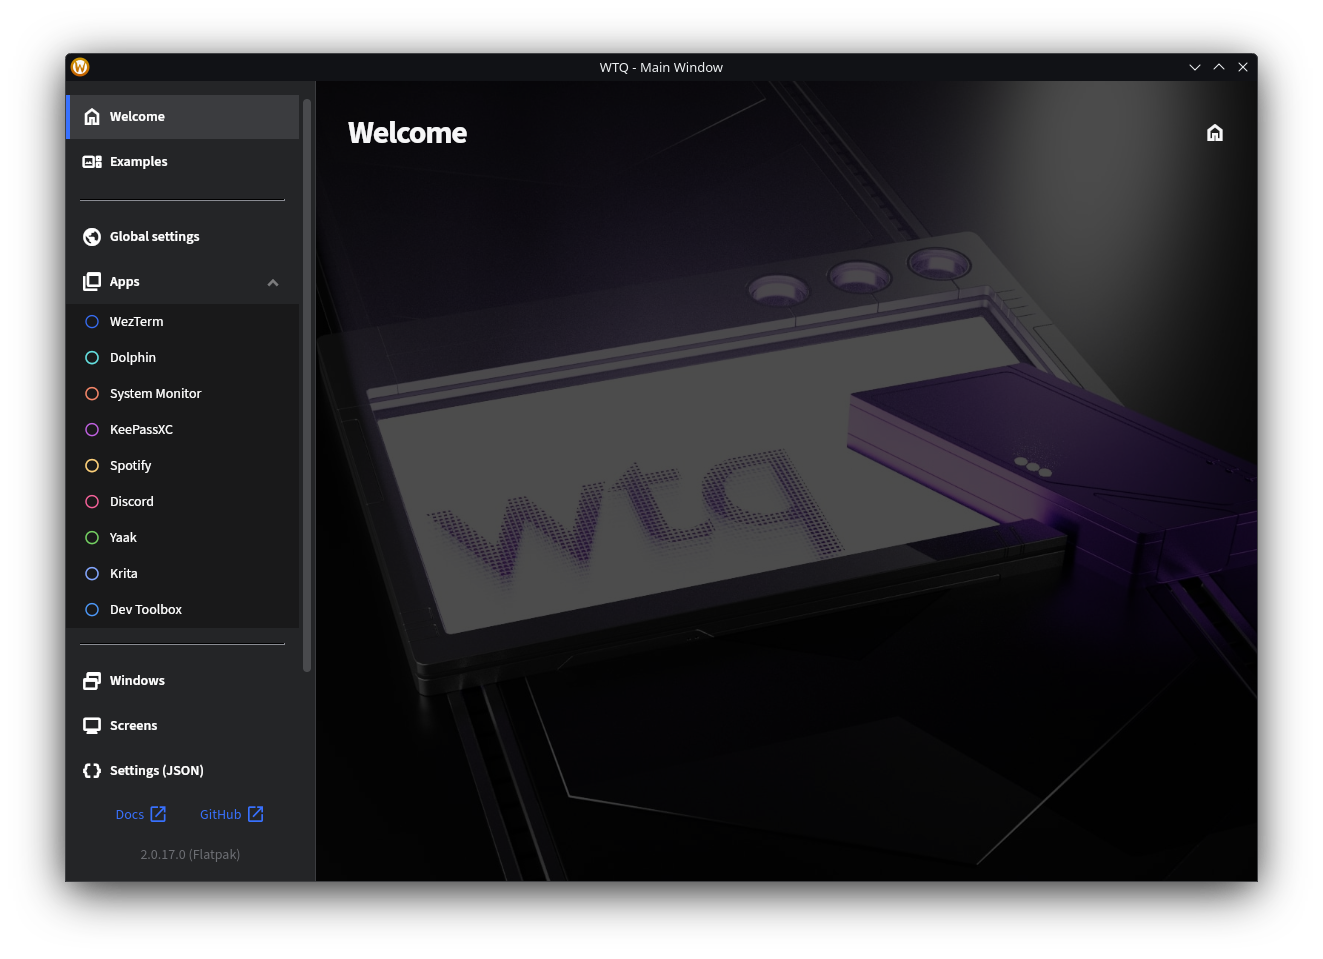 WTQ - Main Window
Welcome
Examples
Global settings
Apps
WezTerm
Dolphin
System Monitor
KeePassXC
Spotify
Discord
Yaak
Krita
Dev Toolbox
Windows
Screens
Settings (JSON)
Docs GitHub
2.0.17.0 (Flatpak)
Welcome
wtq